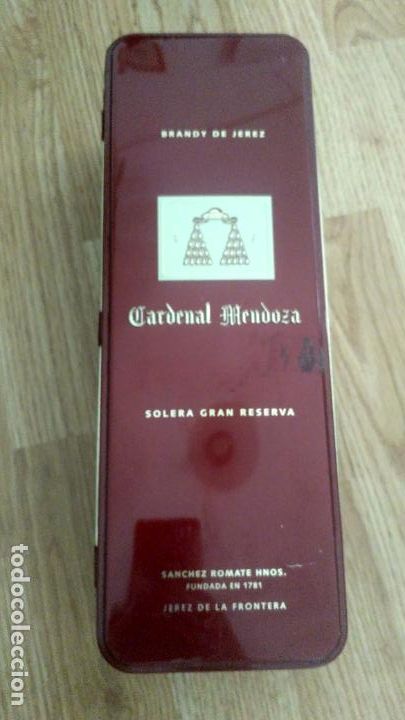 BRANDY DE JEREZ
Cardenal Mendoza
SOLERA GRAN RESERVA
SANCHEZ ROMATE HNOS.
FUNDADA EN 1781
JEREZ DE LA FRONTERA
todocoleccion.net